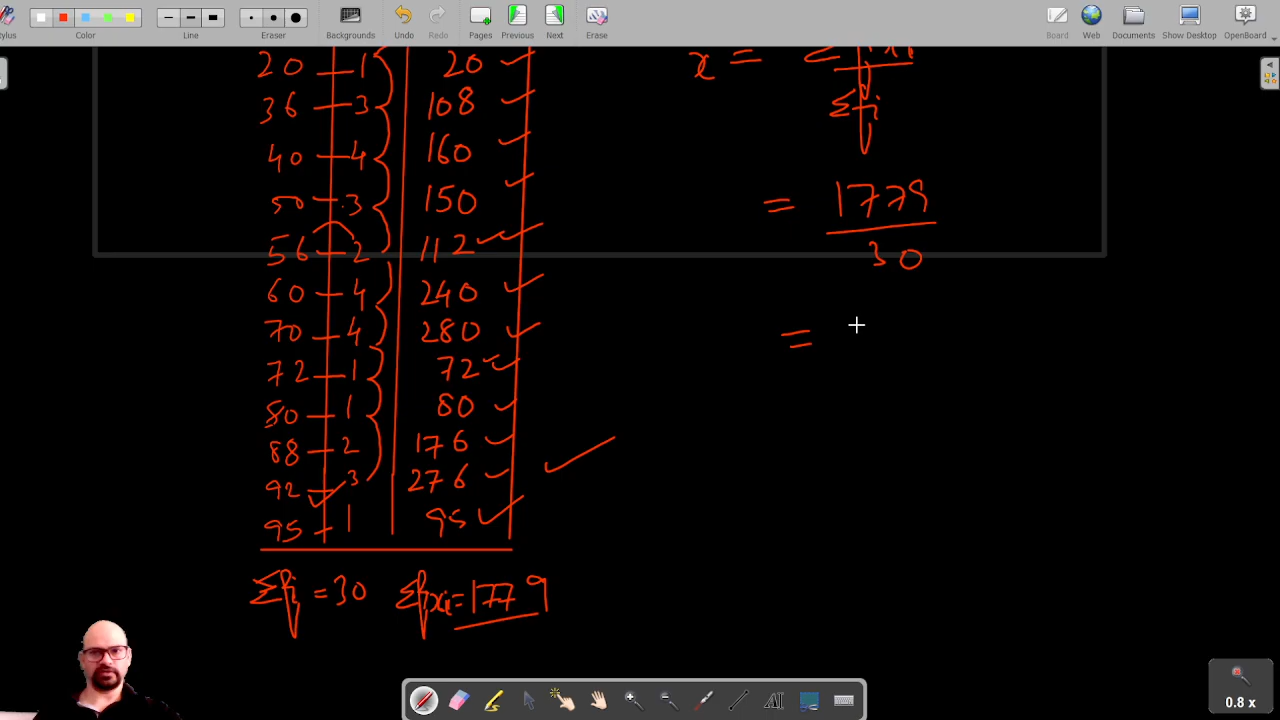 Stylus Color Line Eraser Backgrounds Undo Redo Pages Previous Next Erase Board Web Documents Show Desktop OpenBoard
20 1 20
36 3 108
40 4 160
50 3 150
56 2 112
60 4 240
70 4 280
72 1 72
80 1 80
88 2 176
92 3 276
95 1 95
Σfi = 30 Σfixi = 1779
x = Σfixi
Σfi
= 1779
30
=
0.8 x